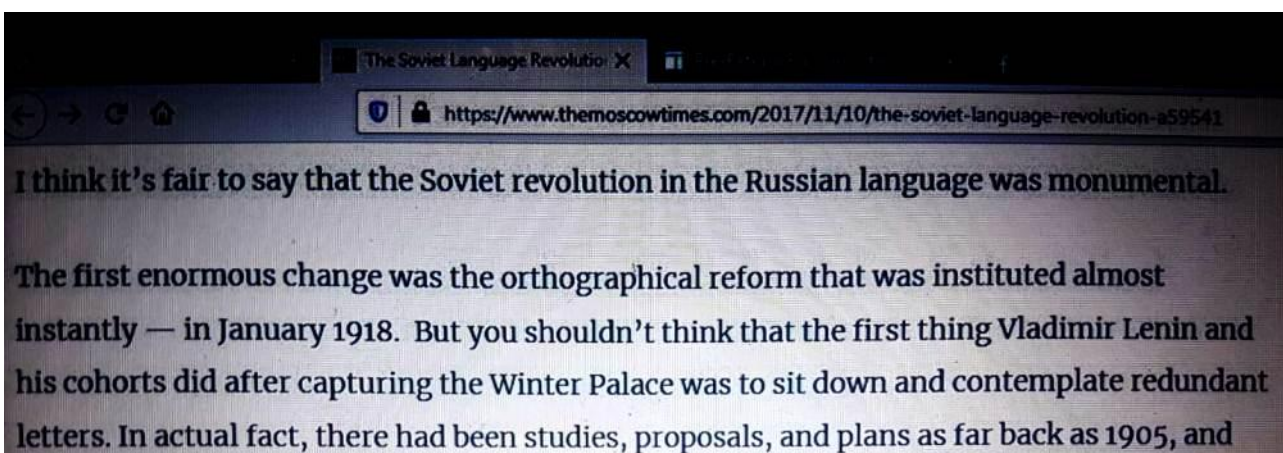 The Soviet Language Revolutio
https://www.themoscowtimes.com/2017/11/10/the-soviet-language-revolution-a59541
I think it's fair to say that the Soviet revolution in the Russian language was monumental.
The first enormous change was the orthographical reform that was instituted almost
instantly — in January 1918. But you shouldn't think that the first thing Vladimir Lenin and
his cohorts did after capturing the Winter Palace was to sit down and contemplate redundant
letters. In actual fact, there had been studies, proposals, and plans as far back as 1905, and